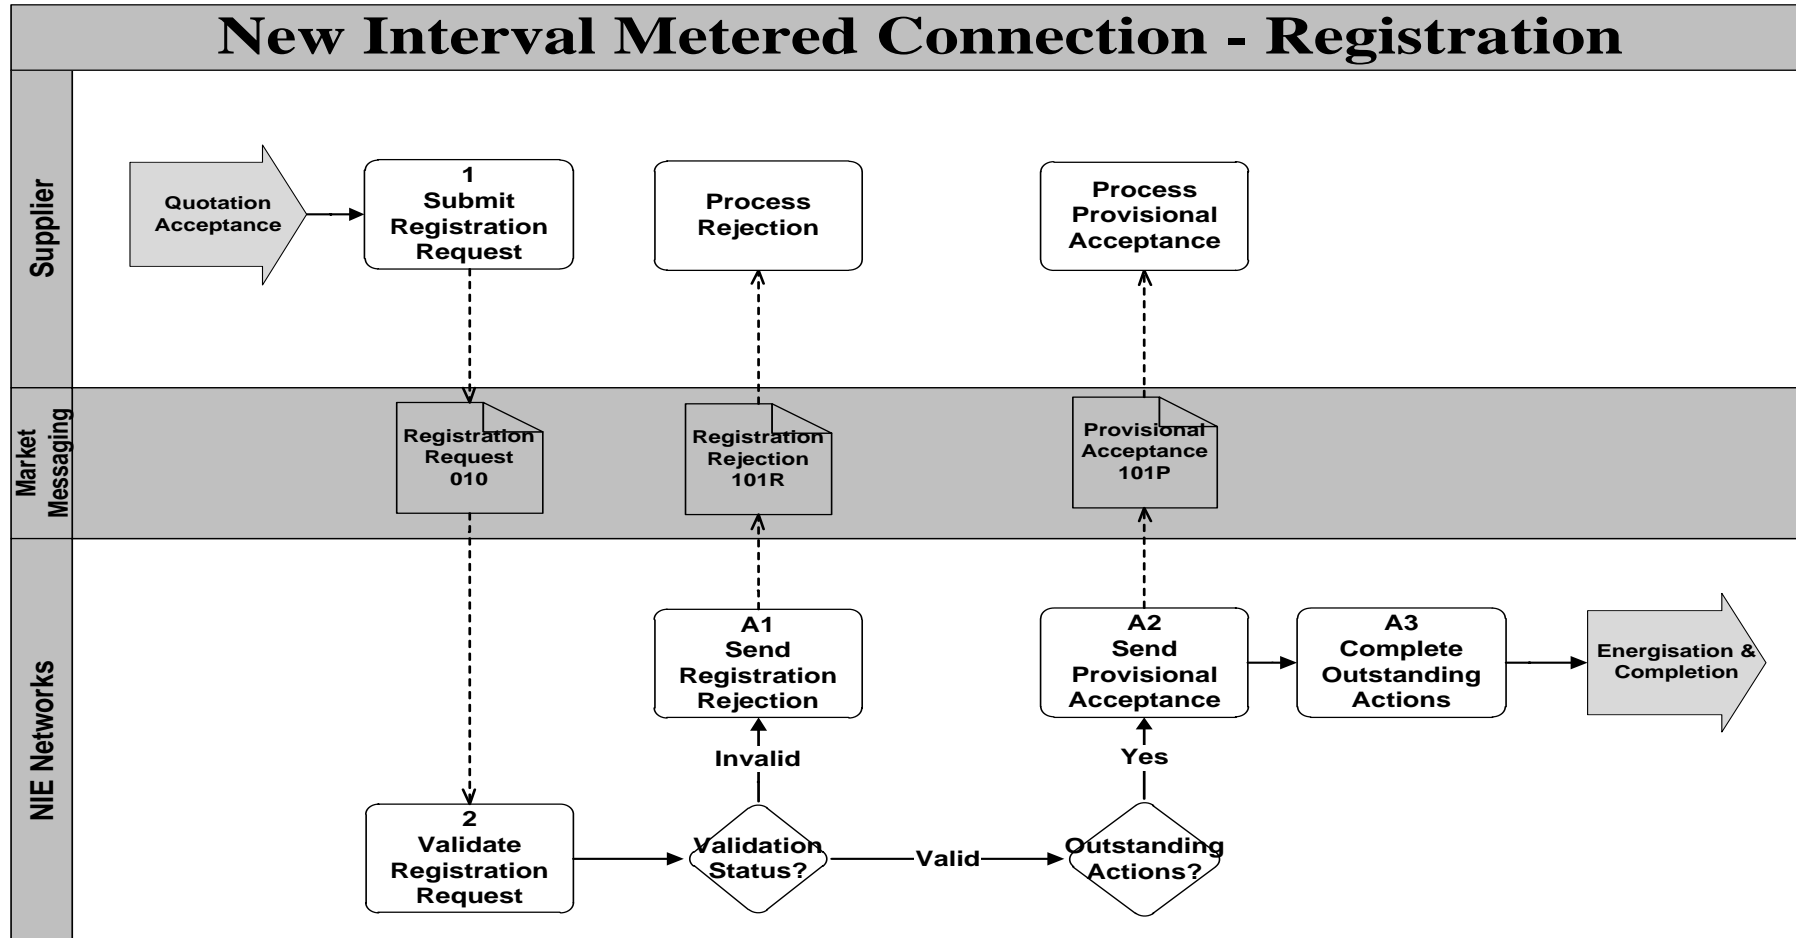 New Interval Metered Connection - Registration
Supplier
Quotation
Acceptance
1
Submit
Registration
Request
Process
Rejection
Process
Provisional
Acceptance
Market
Messaging
Registration
Request
010
Registration
Rejection
101R
Provisional
Acceptance
101P
NIE Networks
A1
Send
Registration
Rejection
A2
Send
Provisional
Acceptance
A3
Complete
Outstanding
Actions
Energisation &
Completion
Invalid
Yes
2
Validate
Registration
Request
Validation
Status?
Valid
Outstanding
Actions?